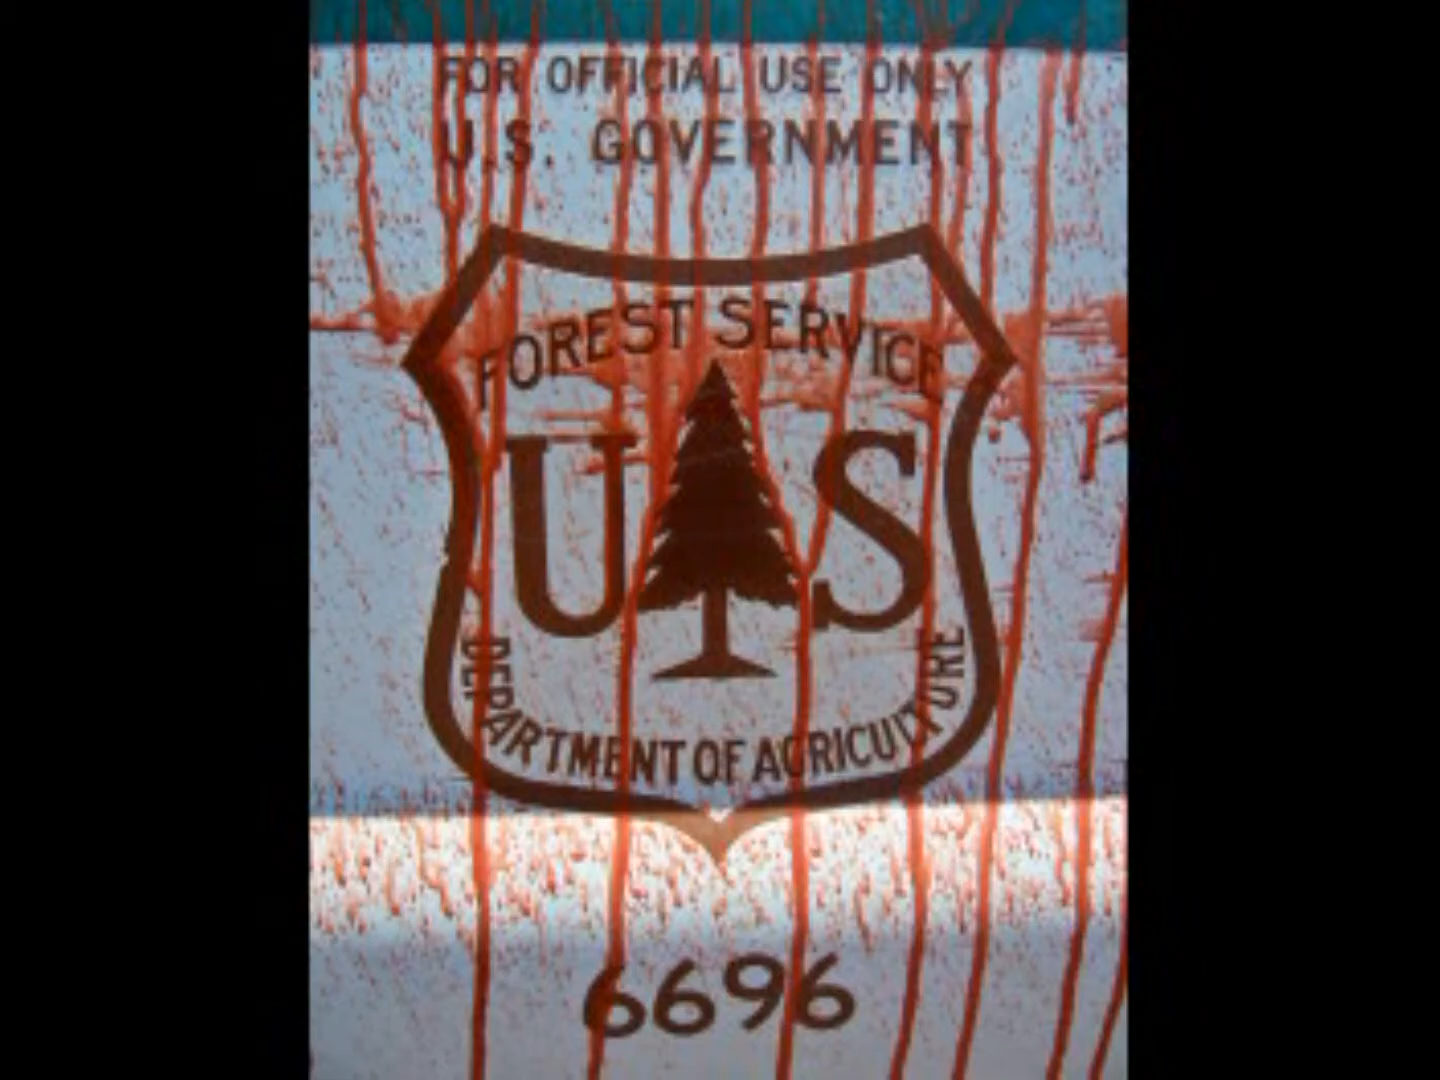 FOR OFFICIAL USE ONLY
U.S. GOVERNMENT
FOREST SERVICE
U S
DEPARTMENT OF AGRICULTURE
6696